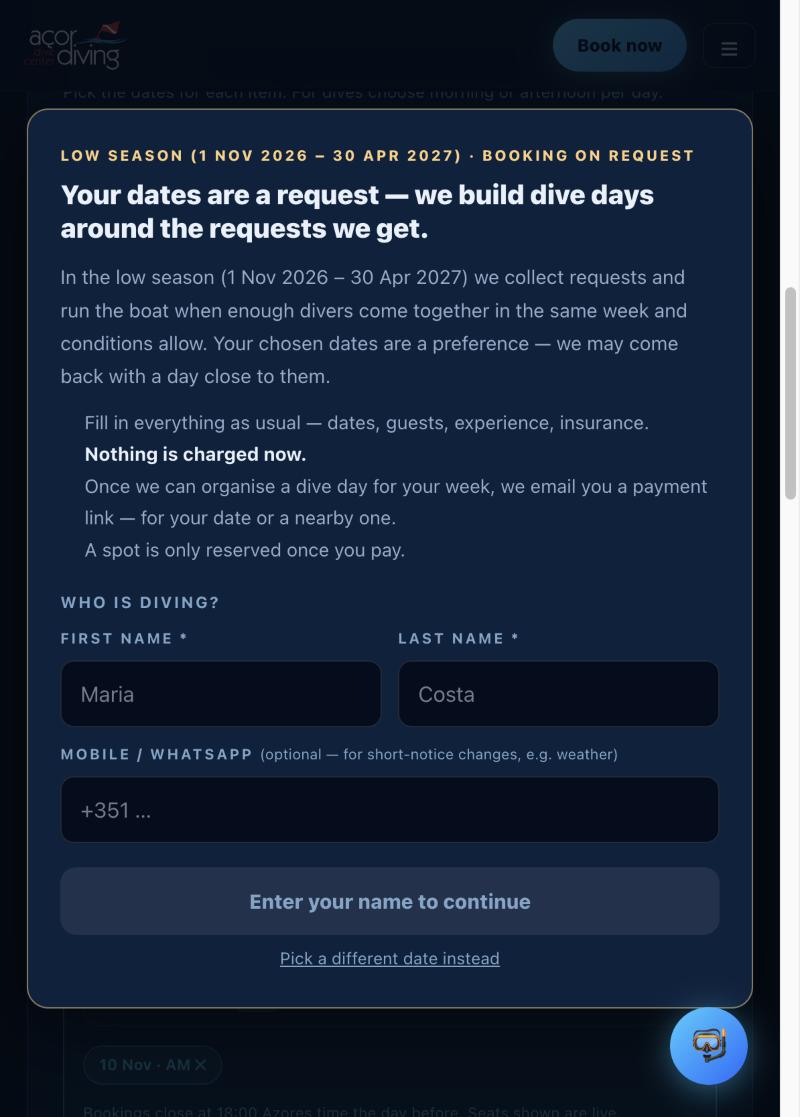 açor
diving
dive
center
Book now
Pick the dates for each item. For dives choose morning or afternoon per day.
LOW SEASON (1 NOV 2026 – 30 APR 2027) · BOOKING ON REQUEST
Your dates are a request — we build dive days
around the requests we get.
In the low season (1 Nov 2026 – 30 Apr 2027) we collect requests and
run the boat when enough divers come together in the same week and
conditions allow. Your chosen dates are a preference — we may come
back with a day close to them.
Fill in everything as usual — dates, guests, experience, insurance.
Nothing is charged now.
Once we can organise a dive day for your week, we email you a payment
link — for your date or a nearby one.
A spot is only reserved once you pay.
WHO IS DIVING?
FIRST NAME * LAST NAME *
Maria Costa
MOBILE / WHATSAPP (optional — for short-notice changes, e.g. weather)
+351 ...
Enter your name to continue
Pick a different date instead
10 Nov · AM ✕
Bookings close at 18:00 Azores time the day before. Seats shown are live.